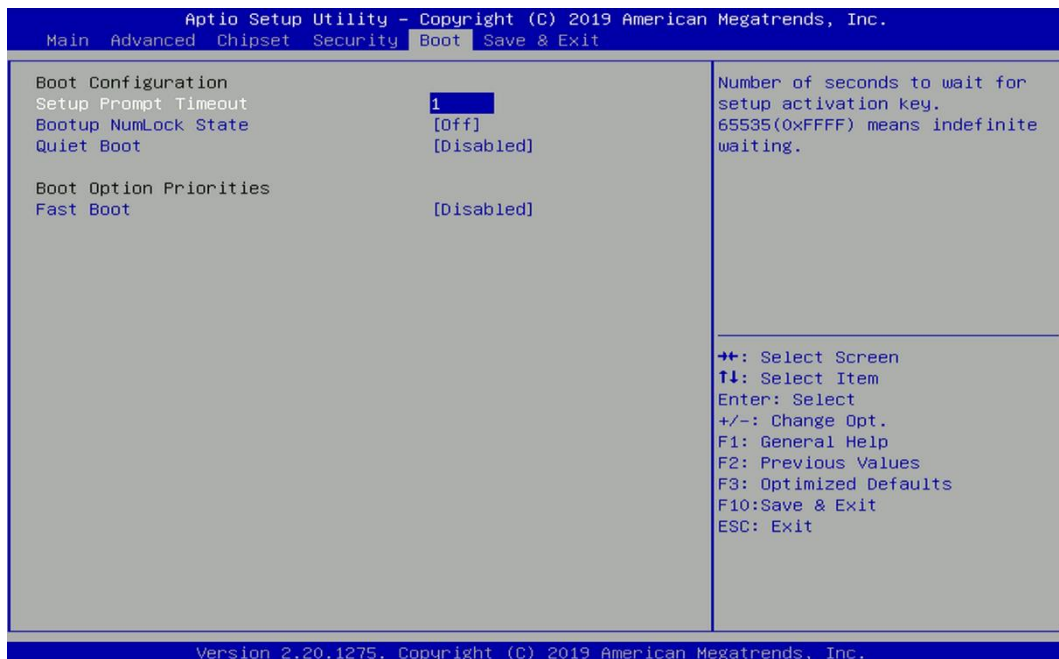 Aptio Setup Utility – Copyright (C) 2019 American Megatrends, Inc.
Main Advanced Chipset Security Boot Save & Exit
Boot Configuration
Setup Prompt Timeout 1
Bootup NumLock State [Off]
Quiet Boot [Disabled]
Boot Option Priorities
Fast Boot [Disabled]
Number of seconds to wait for
setup activation key.
65535(0xFFFF) means indefinite
waiting.
→←: Select Screen
↑↓: Select Item
Enter: Select
+/-: Change Opt.
F1: General Help
F2: Previous Values
F3: Optimized Defaults
F10:Save & Exit
ESC: Exit
Version 2.20.1275. Copyright (C) 2019 American Megatrends, Inc.